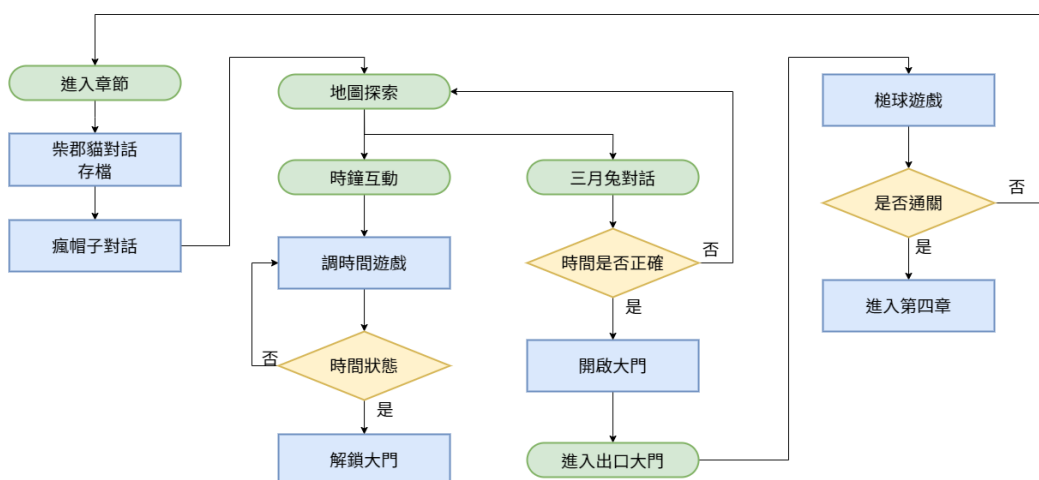 進入章節
柴郡貓對話
存檔
瘋帽子對話
地圖探索
時鐘互動
調時間遊戲
時間狀態
否
是
解鎖大門
三月兔對話
時間是否正確
否
是
開啟大門
進入出口大門
槌球遊戲
是否通關
否
是
進入第四章